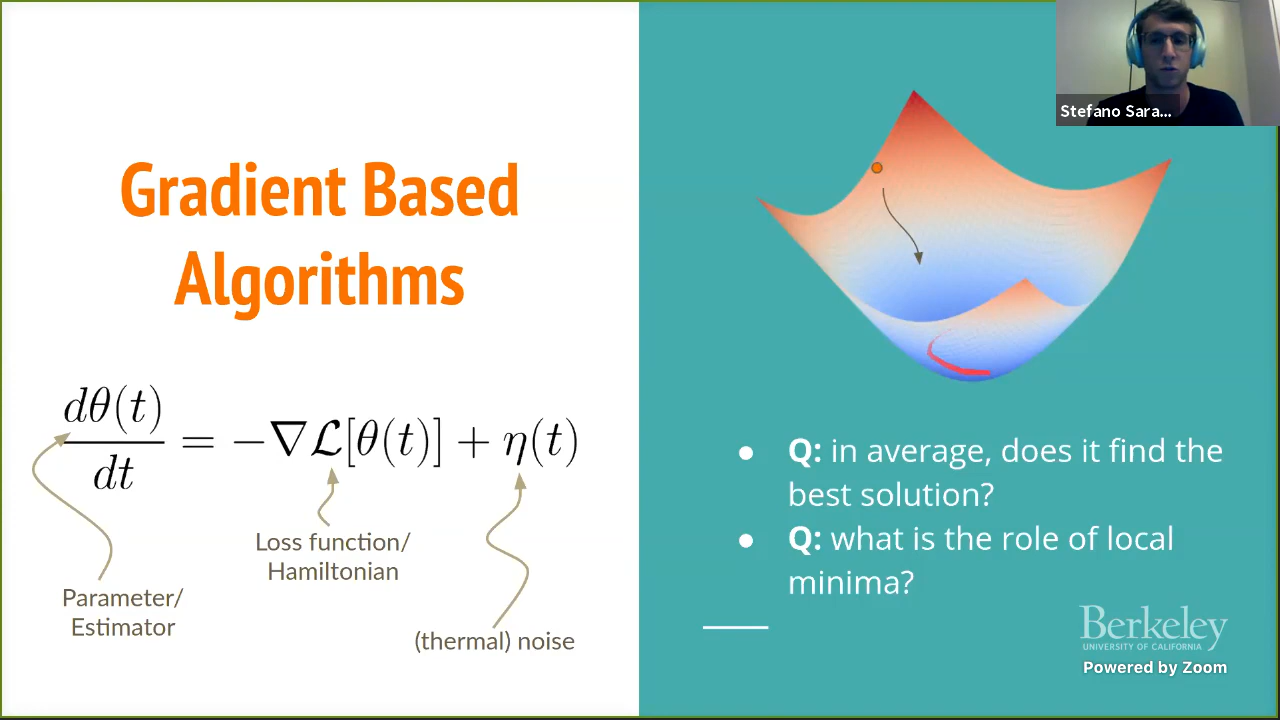 Stefano Sara...
Gradient Based
Algorithms
dθ(t)/dt = −∇ℒ[θ(t)] + η(t)
Loss function/
Hamiltonian
Parameter/
Estimator
(thermal) noise
● Q: in average, does it find the
best solution?
● Q: what is the role of local
minima?
Berkeley
UNIVERSITY OF CALIFORNIA
Powered by Zoom